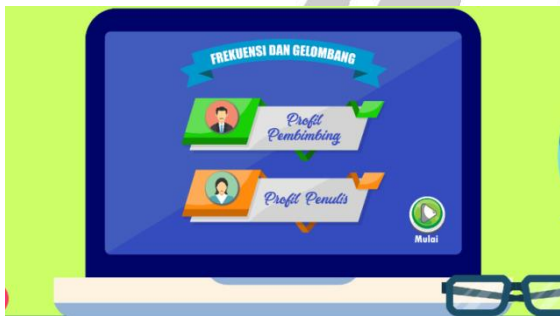 FREKUENSI DAN GELOMBANG
Profil
Pembimbing
Profil Penulis
Mulai